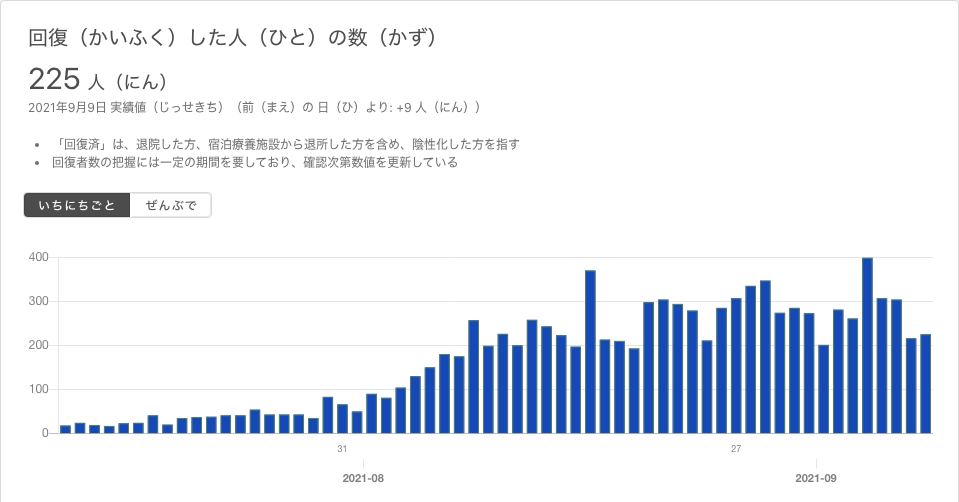 回復（かいふく）した人（ひと）の数（かず）
225 人（にん）
2021年9月9日 実績値（じっせきち）（前（まえ）の 日（ひ）より: +9 人（にん））
• 「回復済」は、退院した方、宿泊療養施設から退所した方を含め、陰性化した方を指す
• 回復者数の把握には一定の期間を要しており、確認次第数値を更新している
いちにちごと ぜんぶで
400
300
200
100
0
31 27
2021-08 2021-09